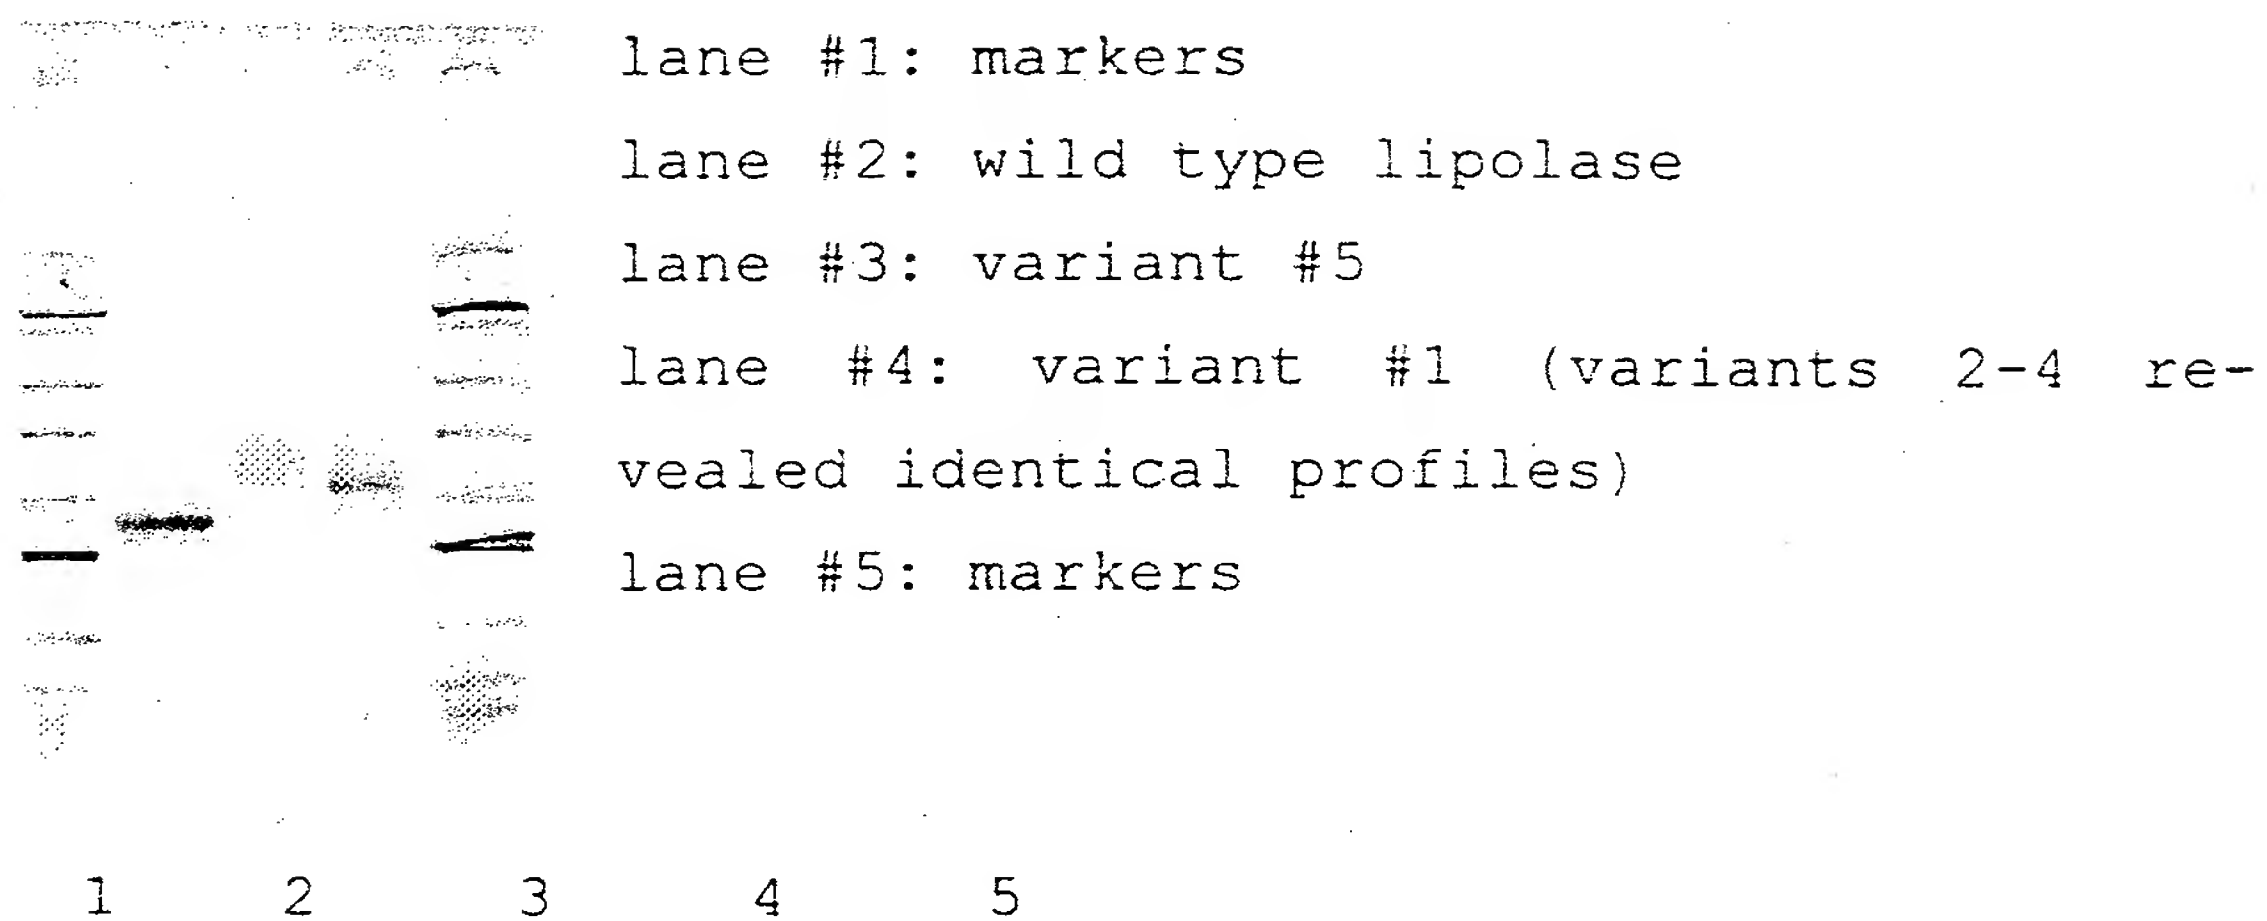 lane #1: markers
lane #2: wild type lipolase
lane #3: variant #5
lane #4: variant #1 (variants 2-4 re-
vealed identical profiles)
lane #5: markers
1 2 3 4 5